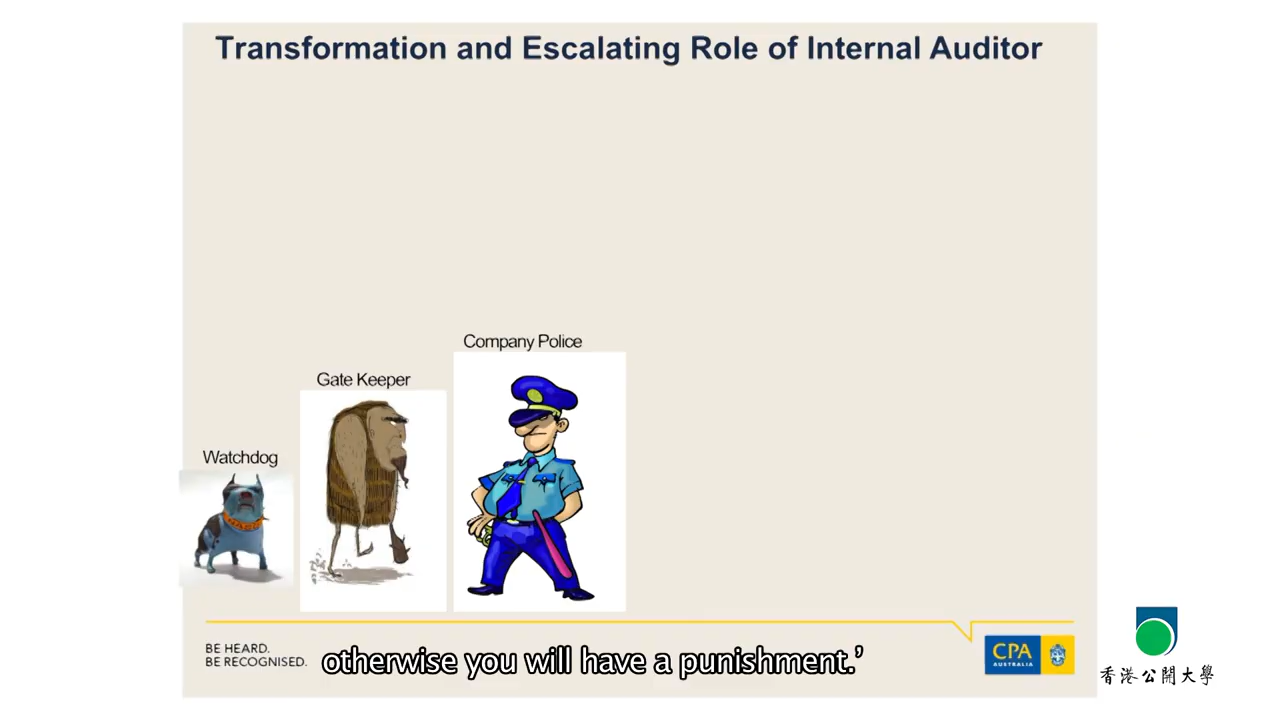 Transformation and Escalating Role of Internal Auditor
Company Police
Gate Keeper
Watchdog
BE HEARD.
BE RECOGNISED.
otherwise you will have a punishment.’
CPA
AUSTRALIA
香港公開大學